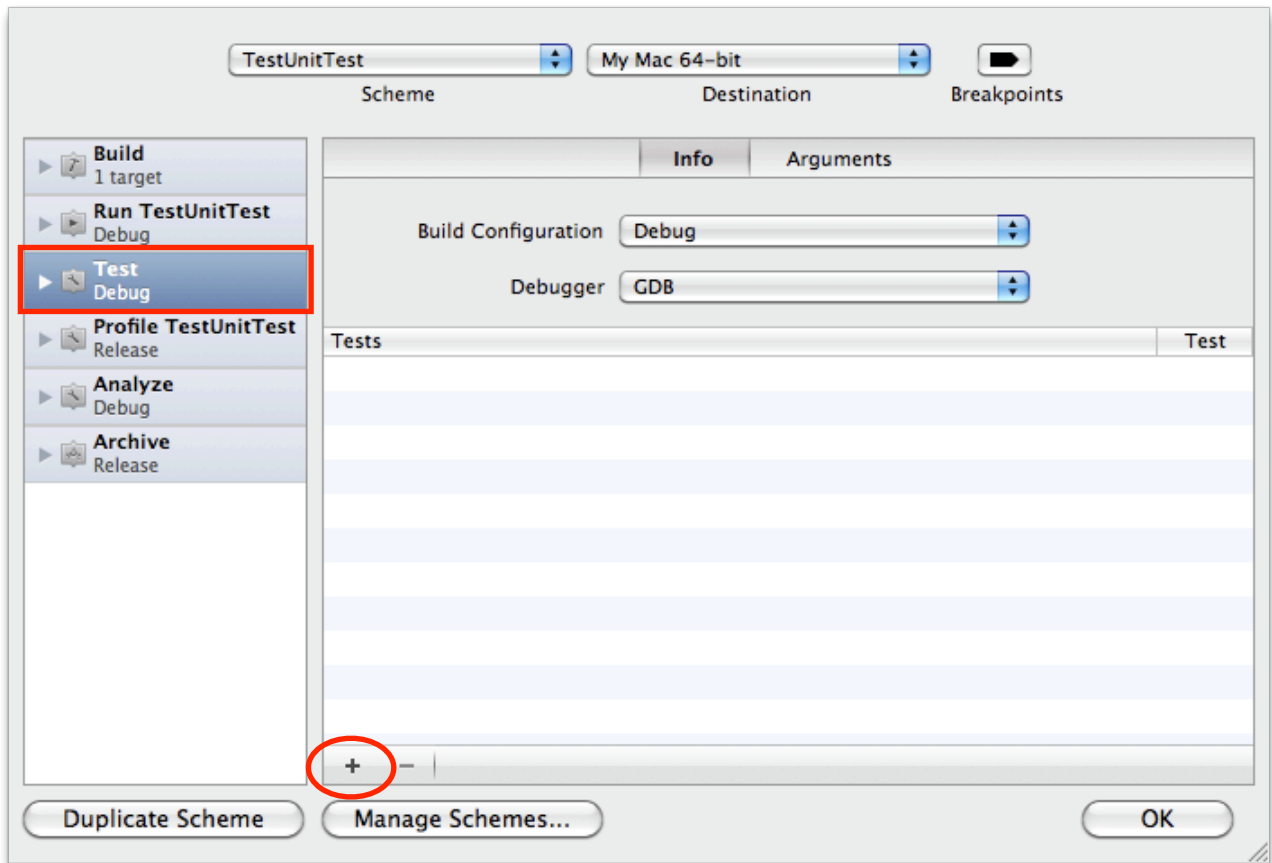 TestUnitTest
My Mac 64-bit
Scheme
Destination
Breakpoints
Build
1 target
Run TestUnitTest
Debug
Test
Debug
Profile TestUnitTest
Release
Analyze
Debug
Archive
Release
Info
Arguments
Build Configuration
Debug
Debugger
GDB
Tests
Test
+
−
Duplicate Scheme
Manage Schemes...
OK